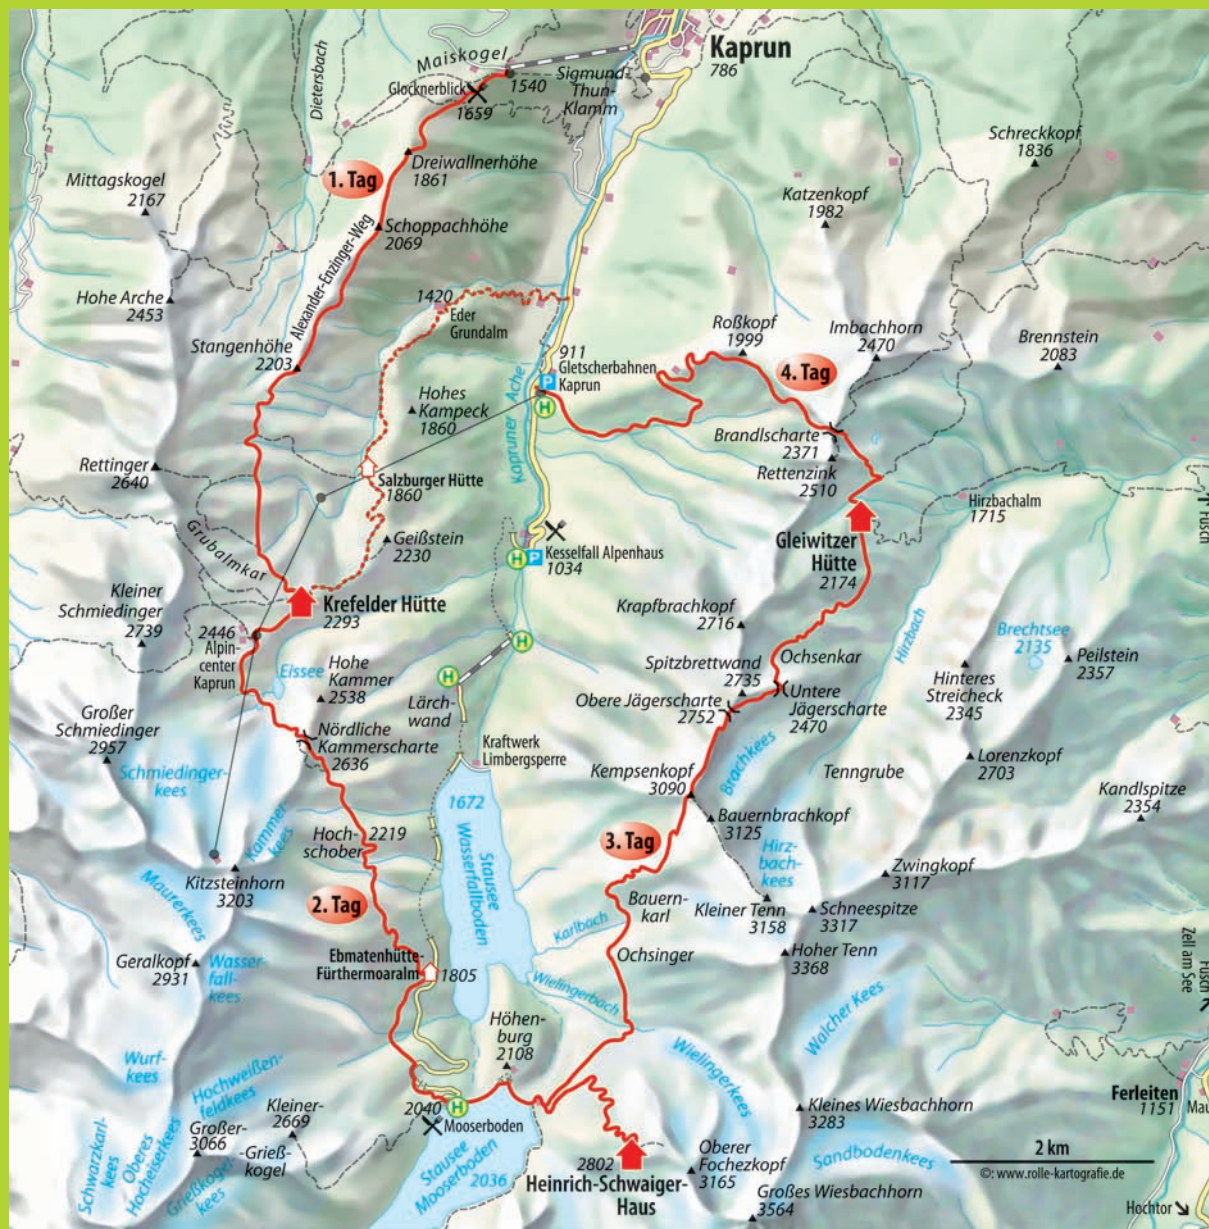 Kaprun
786
Maiskogel
1540
Sigmund-
Thun-
Klamm
Glocknerblick
1659
Dietersbach
Schreckkopf
1836
Dreiwallnerhöhe
1861
1. Tag
Mittagskogel
2167
Katzenkopf
1982
Schoppachhöhe
2069
Alexander-Enzinger-Weg
Hohe Arche
2453
1420
Eder
Grundalm
Stangenhöhe
2203
Roßkopf
1999
Imbachhorn
2470
Brennstein
2083
911
Gletscherbahnen
Kaprun
P
H
4. Tag
Kapruner Ache
Hohes
Kampeck
1860
Brandlscharte
2371
Rettenzink
2510
Rettinger
2640
Salzburger Hütte
1860
Hirzbachalm
1715
Fusch
Grubalmkar
Geißstein
2230
Kesselfall Alpenhaus
1034
H
P
Gleiwitzer
Hütte
2174
Kleiner
Schmiedinger
2739
Krefelder Hütte
2293
Krapfbrachkopf
2716
Hirzbach
Brechtsee
2135
Peilstein
2357
2446
Alpin-
center
Kaprun
Eissee
Hohe
Kammer
2538
H
H
Lärch-
wand
Spitzbrettwand
2735
Ochsenkar
Hinteres
Streicheck
2345
Obere Jägerscharte
2752
Untere
Jägerscharte
2470
Großer
Schmiedinger
2957
Nördliche
Kammerscharte
2636
Kraftwerk
Limbergsperre
Brachkees
Lorenzkopf
2703
Schmiedinger-
kees
Kempsenkopf
3090
Tenngrube
Kandlspitze
2354
1672
Stausee
Wasserfallboden
Kammer-
kees
Hoch-
schober
2219
Bauernbrachkopf
3125
3. Tag
Hirz-
bach-
kees
Zwingkopf
3117
Kitzsteinhorn
3203
Maurerkees
2. Tag
Bauern-
karl
Kleiner Tenn
3158
Schneespitze
3317
Karlbach
Ochsinger
Hoher Tenn
3368
Zell am See
Fusch
Geralkopf
2931
Wasser-
fall-
kees
Ebmatenhütte-
Fürthermoaralm
1805
Wielingerbach
Walcher Kees
Höhen-
burg
2108
Wurf-
kees
Hochweißen-
feldkees
Wielingerkees
Ferleiten
1151
Mau
Kleiner-
2669
Großer-
3066
-Grieß-
kogel
2040
H
Mooserboden
Kleines Wiesbachhorn
3283
Schwarzkarl-
kees
Oberes
Hocheiserkees
Grießkogel-
kees
Stausee
Mooserboden
2036
2802
Heinrich-Schwaiger-
Haus
Oberer
Fochezkopf
3165
Sandbodenkees
2 km
©: www.rolle-kartografie.de
Großes Wiesbachhorn
3564
Hochtor